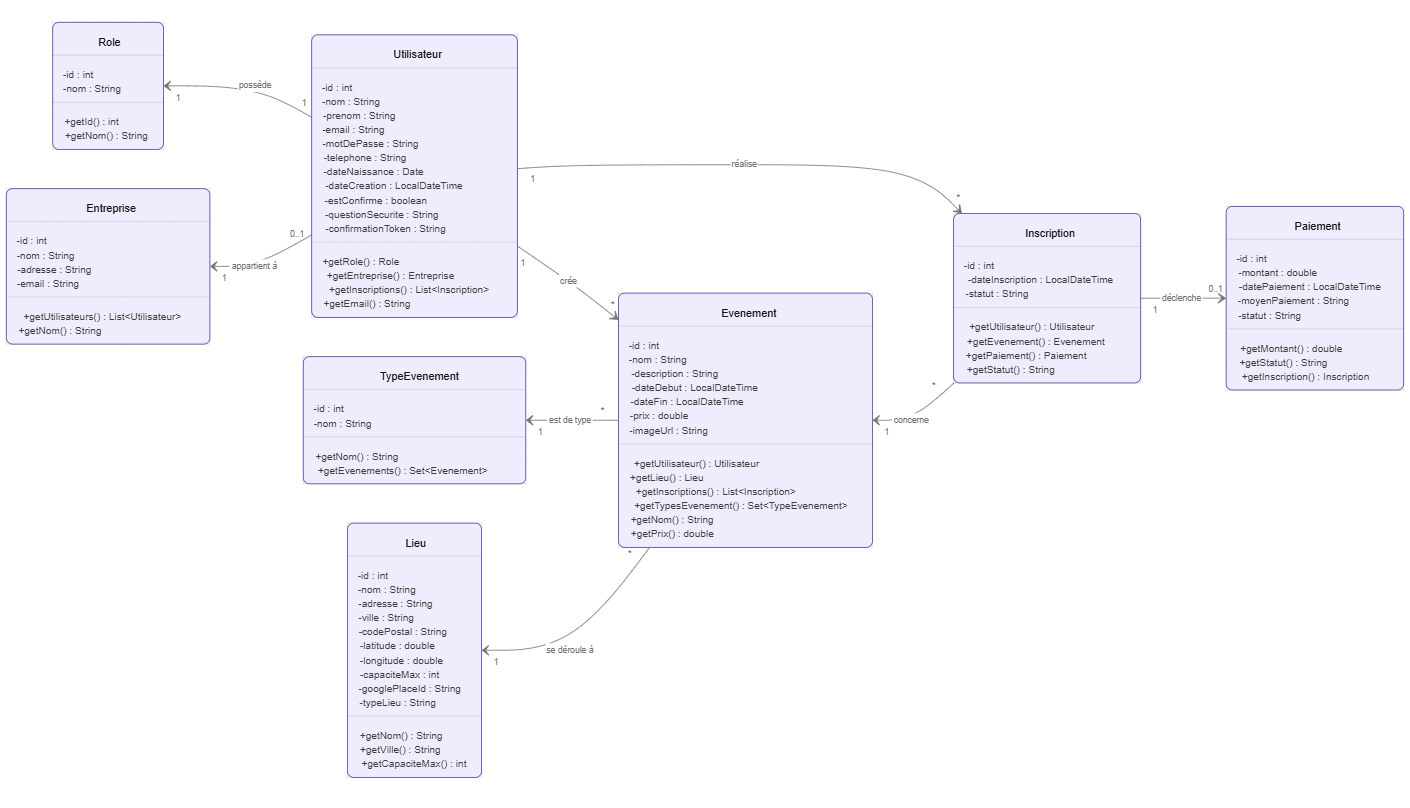 Role
-id : int
-nom : String
+getId() : int
+getNom() : String
possède
1
1
Utilisateur
-id : int
-nom : String
-prenom : String
-email : String
-motDePasse : String
-telephone : String
-dateNaissance : Date
-dateCreation : LocalDateTime
-estConfirme : boolean
-questionSecurite : String
-confirmationToken : String
+getRole() : Role
+getEntreprise() : Entreprise
+getInscriptions() : List<Inscription>
+getEmail() : String
Entreprise
-id : int
-nom : String
-adresse : String
-email : String
+getUtilisateurs() : List<Utilisateur>
+getNom() : String
0..1
appartient à
1
réalise
1
*
crée
1
*
Inscription
-id : int
-dateInscription : LocalDateTime
-statut : String
+getUtilisateur() : Utilisateur
+getEvenement() : Evenement
+getPaiement() : Paiement
+getStatut() : String
déclenche
1
0..1
Paiement
-id : int
-montant : double
-datePaiement : LocalDateTime
-moyenPaiement : String
-statut : String
+getMontant() : double
+getStatut() : String
+getInscription() : Inscription
Evenement
-id : int
-nom : String
-description : String
-dateDebut : LocalDateTime
-dateFin : LocalDateTime
-prix : double
-imageUrl : String
+getUtilisateur() : Utilisateur
+getLieu() : Lieu
+getInscriptions() : List<Inscription>
+getTypesEvenement() : Set<TypeEvenement>
+getNom() : String
+getPrix() : double
*
concerne
1
TypeEvenement
-id : int
-nom : String
+getNom() : String
+getEvenements() : Set<Evenement>
*
est de type
1
Lieu
-id : int
-nom : String
-adresse : String
-ville : String
-codePostal : String
-latitude : double
-longitude : double
-capaciteMax : int
-googlePlaceId : String
-typeLieu : String
+getNom() : String
+getVille() : String
+getCapaciteMax() : int
*
se déroule à
1